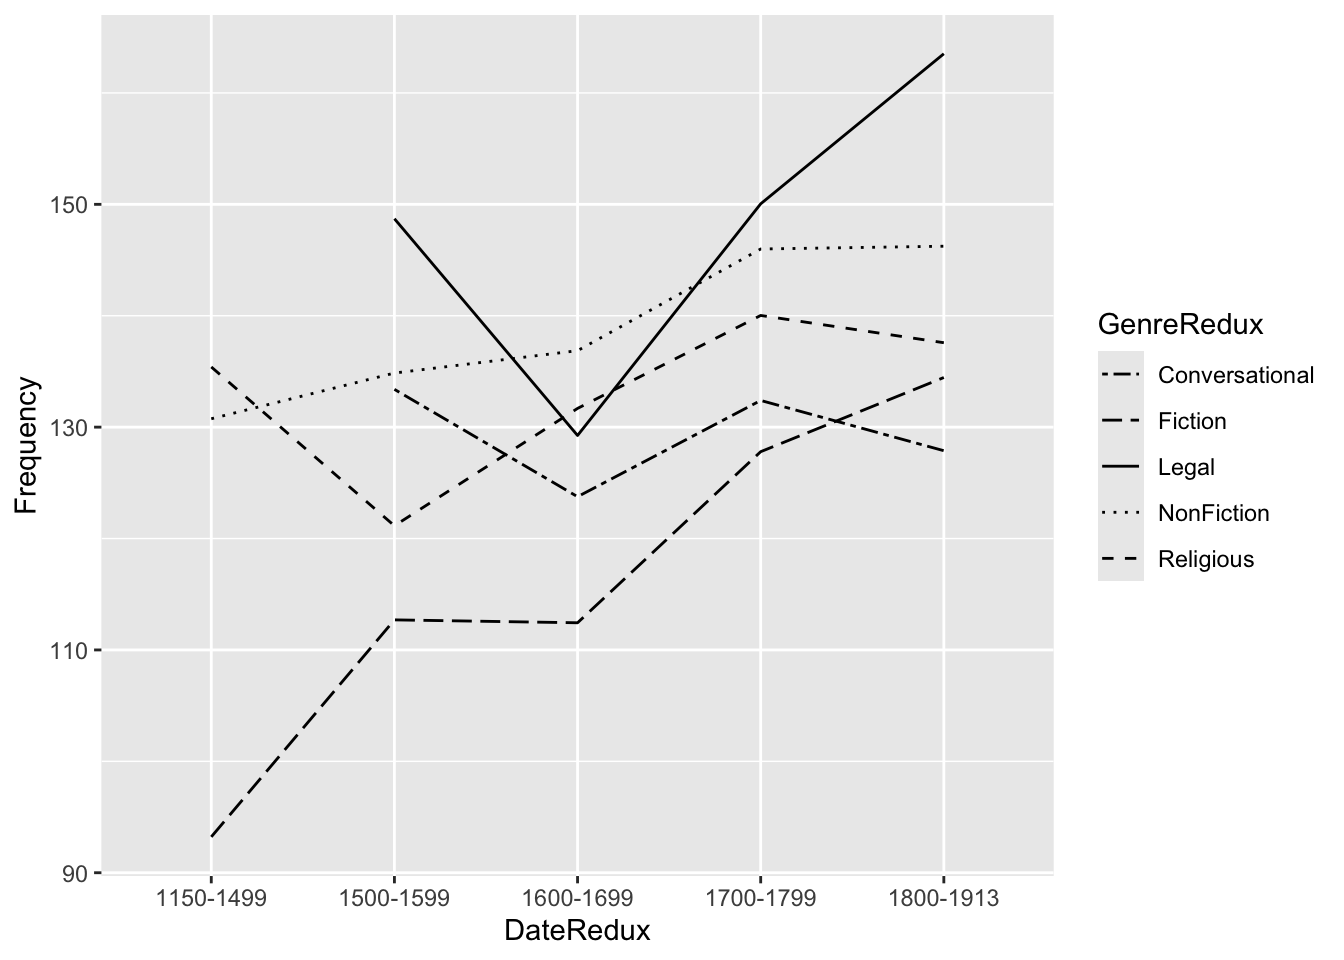 Frequency
150
130
110
90
1150-1499
1500-1599
1600-1699
1700-1799
1800-1913
DateRedux
GenreRedux
Conversational
Fiction
Legal
NonFiction
Religious